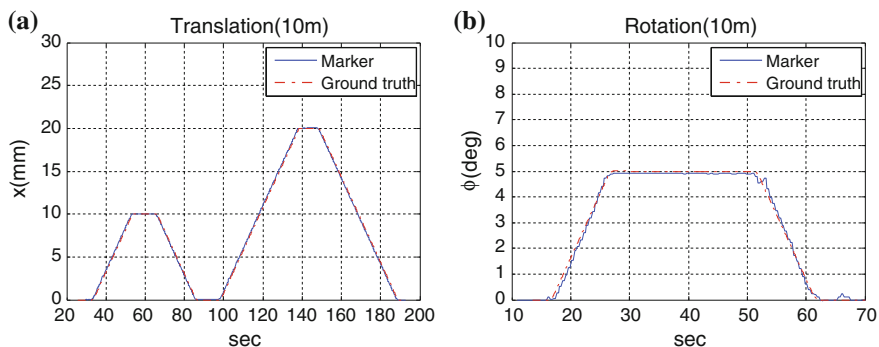 (a)
Translation(10m)
30
25
20
15
10
5
0
x(mm)
Marker
Ground truth
20 40 60 80 100 120 140 160 180 200
sec
(b)
Rotation(10m)
10
9
8
7
6
5
4
3
2
1
0
ϕ(deg)
Marker
Ground truth
10 20 30 40 50 60 70
sec